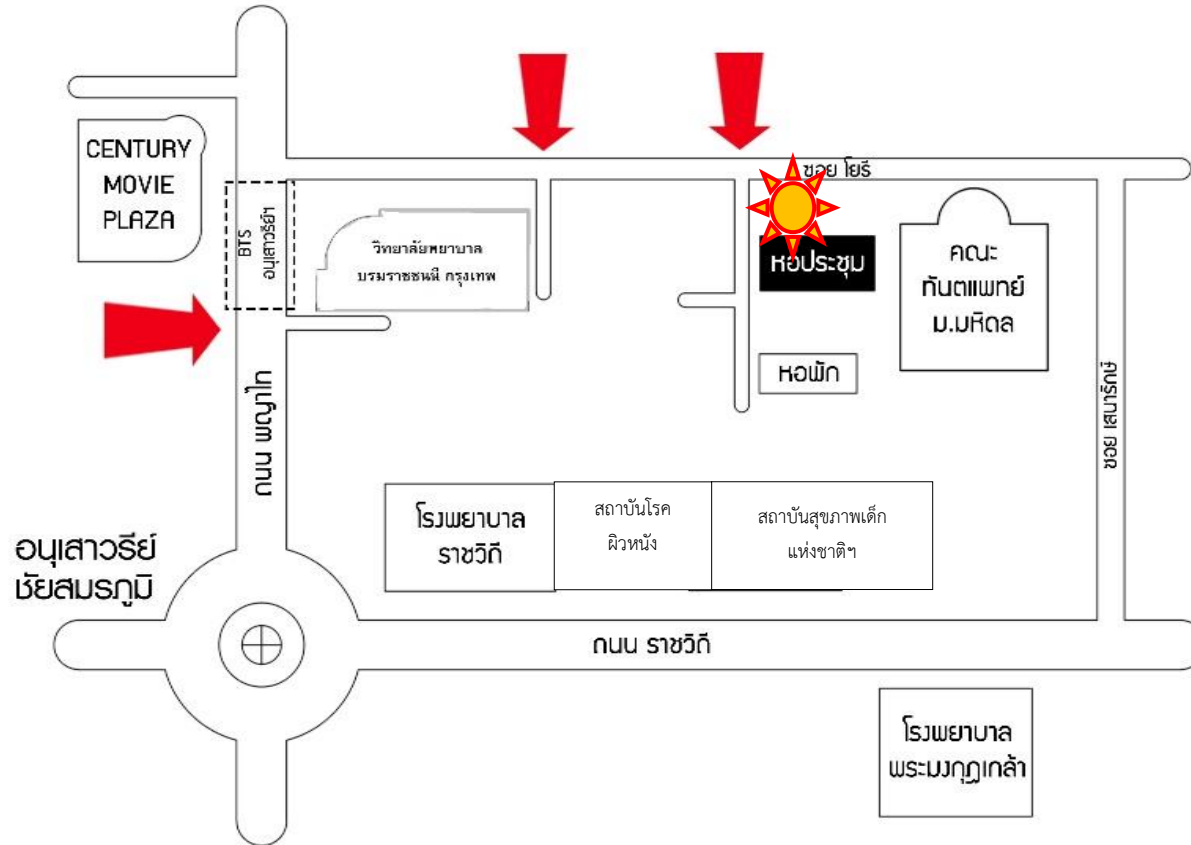 CENTURY
MOVIE
PLAZA
BTS
อนุเสาวรีย์ฯ
วิทยาลัยพยาบาล
บรมราชชนนี กรุงเทพ
ซอย โยธี
หอประชุม
คณะ
ทันตแพทย์
ม.มหิดล
หอพัก
ถนน พญาไท
ซอย เสนารักษ์
โรงพยาบาล
ราชวิถี
สถาบันโรค
ผิวหนัง
สถาบันสุขภาพเด็ก
แห่งชาติฯ
อนุเสาวรีย์
ชัยสมรภูมิ
ถนน ราชวิถี
โรงพยาบาล
พระมงกุฎเกล้า